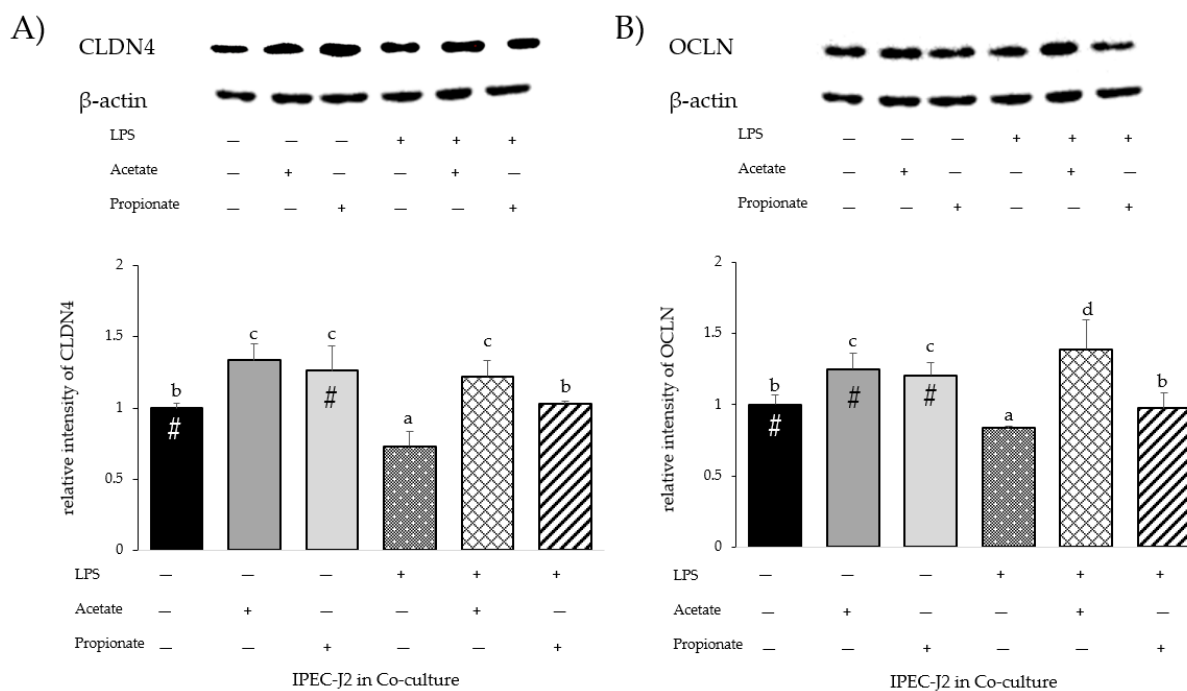 A)
CLDN4
β-actin
LPS — — — + + +
Acetate — + — — + —
Propionate — — + — — +
relative intensity of CLDN4
2
1.5
1
0.5
0
b c c a c b
# #
LPS — — — + + +
Acetate — + — — + —
Propionate — — + — — +
IPEC-J2 in Co-culture
B)
OCLN
β-actin
LPS — — — + + +
Acetate — + — — + —
Propionate — — + — — +
relative intensity of OCLN
2
1.5
1
0.5
0
b c c a d b
# # #
LPS — — — + + +
Acetate — + — — + —
Propionate — — + — — +
IPEC-J2 in Co-culture